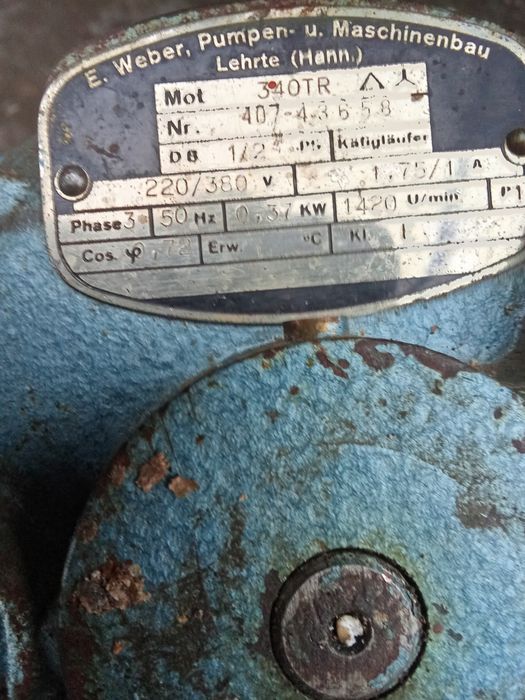 E. Weber, Pumpen- u. Maschinenbau
Lehrte (Hann.)
Mot 340TR
Nr. 407-43658
DB 1/2 PS. Käfigläufer
220/380 V 1,75/1 A
Phase 3 50 Hz 0,37 KW 1420 U/min
Cos φ ,72 Erw. °C Kl. I